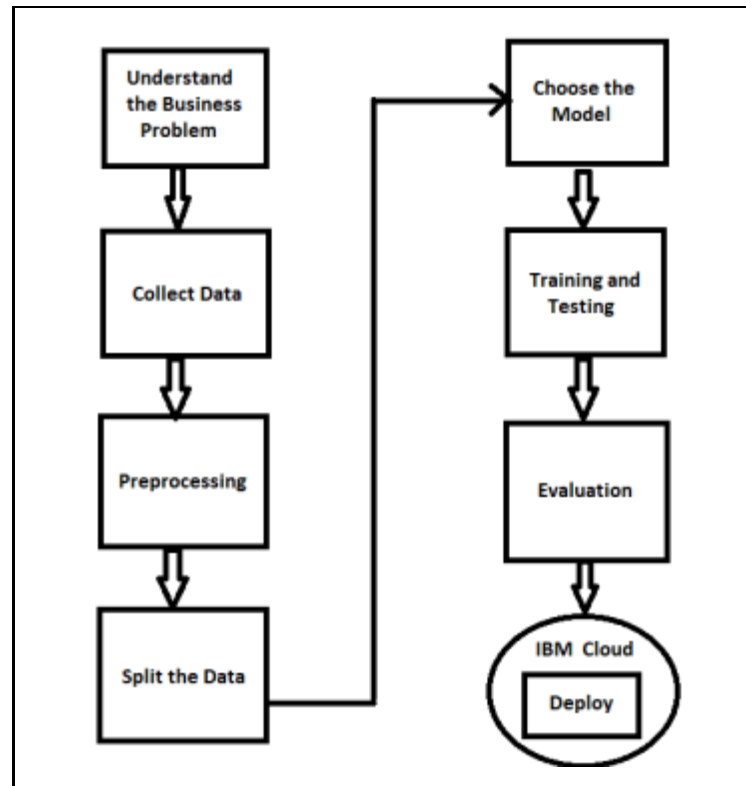 Understand
the Business
Problem
Collect Data
Preprocessing
Split the Data
Choose the
Model
Training and
Testing
Evaluation
IBM Cloud
Deploy